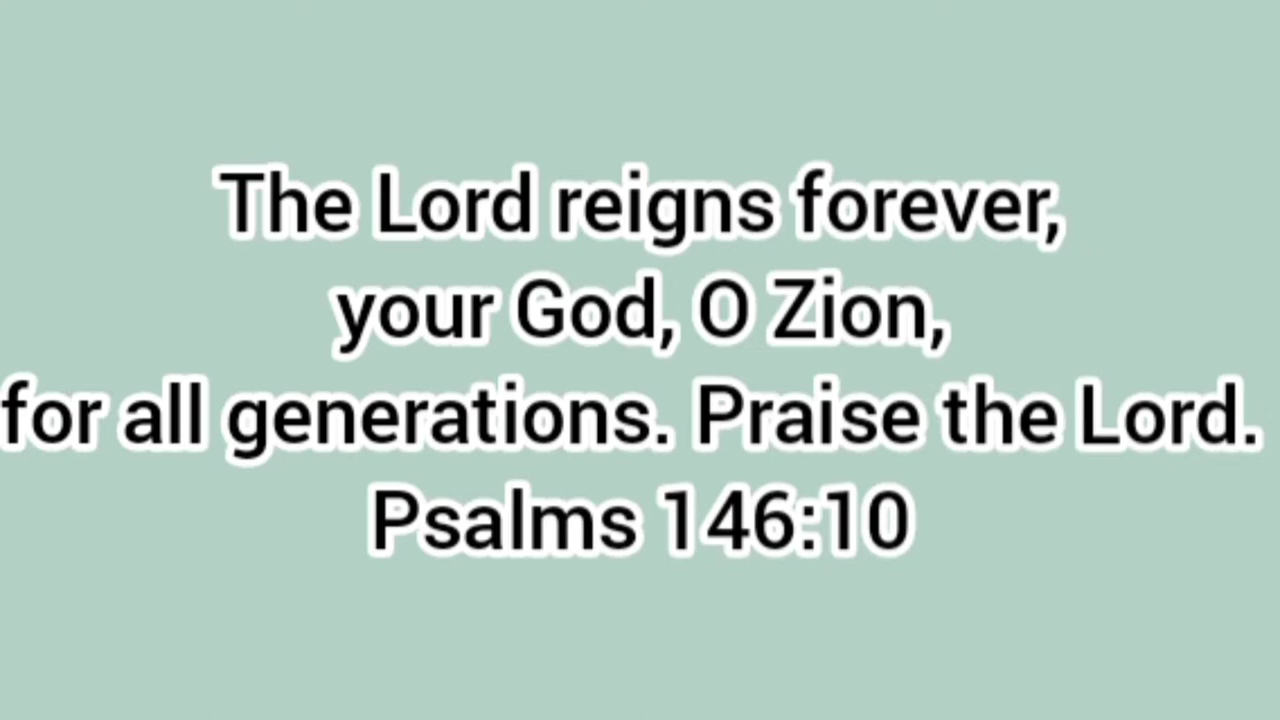 The Lord reigns forever,
your God, O Zion,
for all generations. Praise the Lord.
Psalms 146:10